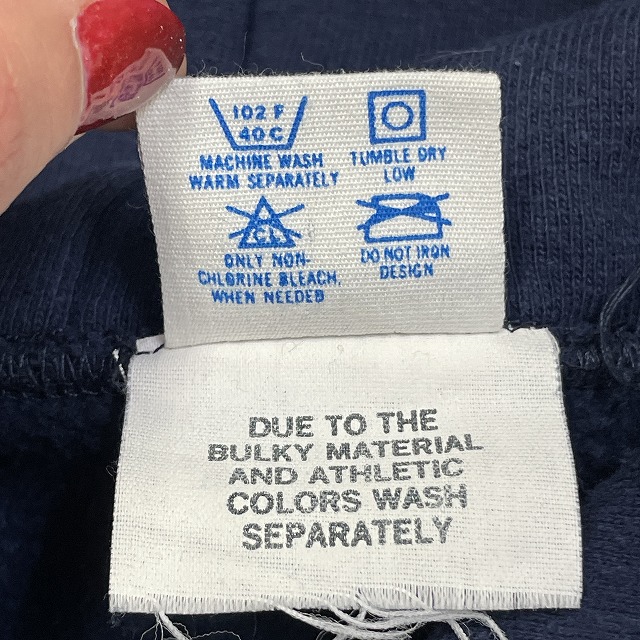 102 F
40 C
MACHINE WASH
WARM SEPARATELY
TUMBLE DRY
LOW
CL
ONLY NON-
CHLORINE BLEACH,
WHEN NEEDED
DO NOT IRON
DESIGN
DUE TO THE
BULKY MATERIAL
AND ATHLETIC
COLORS WASH
SEPARATELY